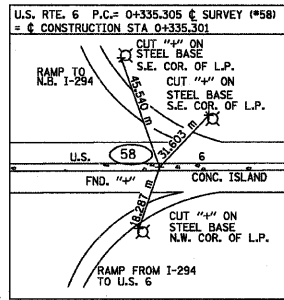 U.S. RTE. 6 P.C.= 0+335.305 ℄ SURVEY (*58)
= ℄ CONSTRUCTION STA 0+335.301
CUT "+" ON
STEEL BASE
S.E. COR. OF L.P.
RAMP TO
N.B. I-294
CUT "+" ON
STEEL BASE
S.E. COR. OF L.P.
45.540 m
31.603 m
U.S. 58 6
FND. "+"
CONC. ISLAND
18.287 m
CUT "+" ON
STEEL BASE
N.W. COR. OF L.P.
RAMP FROM I-294
TO U.S. 6